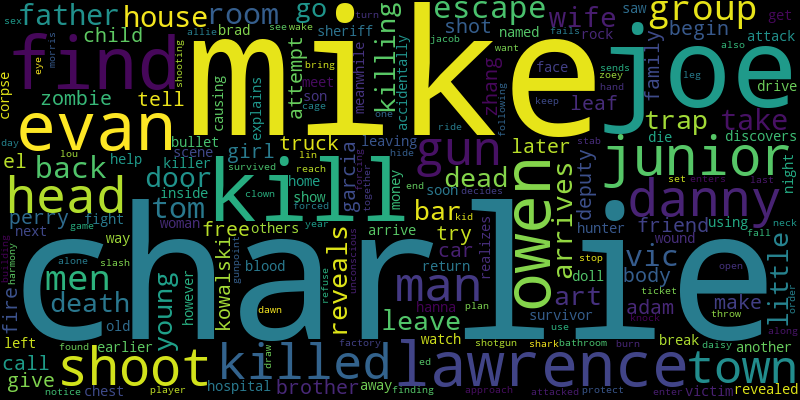 mike
charlie
joe
find
evan
kill
junior
danny
owen
lawrence
killed
shoot
head
gun
man
men
town
father
house
room
go
escape
wife
group
child
brad
sheriff
shot
named
saw
rock
begin
attack
get
turn
wake
see
sex
allie
morris
eye
corpse
zombie
tell
shooting
causing
explains
attempt
bring
meet
son
cage
meanwhile
killing
accidentally
jacob
want
fails
zoey
sends
hand
face
keep
following
ride
one
zhang
leaf
family
leg
also
drive
trap
take
die
discovers
day
lou
el
back
help
bullet
scene
killer
inside
girl
truck
survived
clown
home
show
forced
lin
reach
year
garcia
forcing
together
money
hide
leaving
end
dead
soon
decides
later
arrives
deputy
hunter
stab
set
enters
last
night
kid
door
tom
perry
fight
next
game
way
woman
free
others
arrive
bar
try
car
return
realizes
vic
friend
using
wound
fall
neck
harmony
alone
slash
young
however
kowalski
blood
gunpoint
dawn
reveals
unconscious
refuse
hanna
plan
doll
body
art
survivor
stop
ticket
adam
knock
make
open
throw
little
order
along
fire
death
old
left
found
earlier
party
call
give
notice
player
chest
hospital
brother
draw
factory
away
watch
leave
ed
finding
shotgun
shark
bathroom
use
burn
approach
attacked
protect
enter
break
daisy
another
victim
revealed